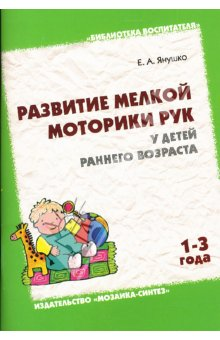 «БИБЛИОТЕКА ВОСПИТАТЕЛЯ»
Е. А. ЯНУШКО
РАЗВИТИЕ МЕЛКОЙ
МОТОРИКИ РУК
У ДЕТЕЙ
РАННЕГО ВОЗРАСТА
1-3
года
ИЗДАТЕЛЬСТВО «МОЗАИКА-СИНТЕЗ»